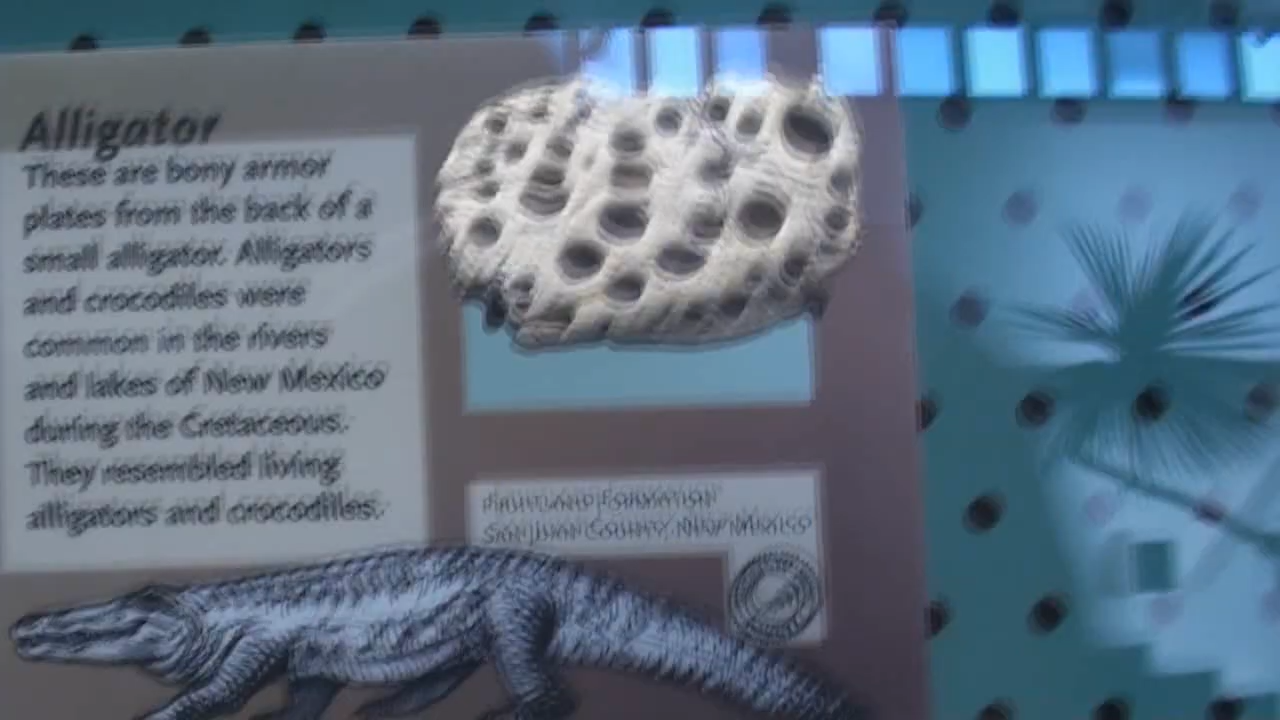 Alligator
These are bony armor
plates from the back of a
small alligator. Alligators
and crocodiles were
common in the rivers
and lakes of New Mexico
during the Cretaceous.
They resembled living
alligators and crocodiles.
FRUITLAND FORMATION
SAN JUAN COUNTY, NEW MEXICO